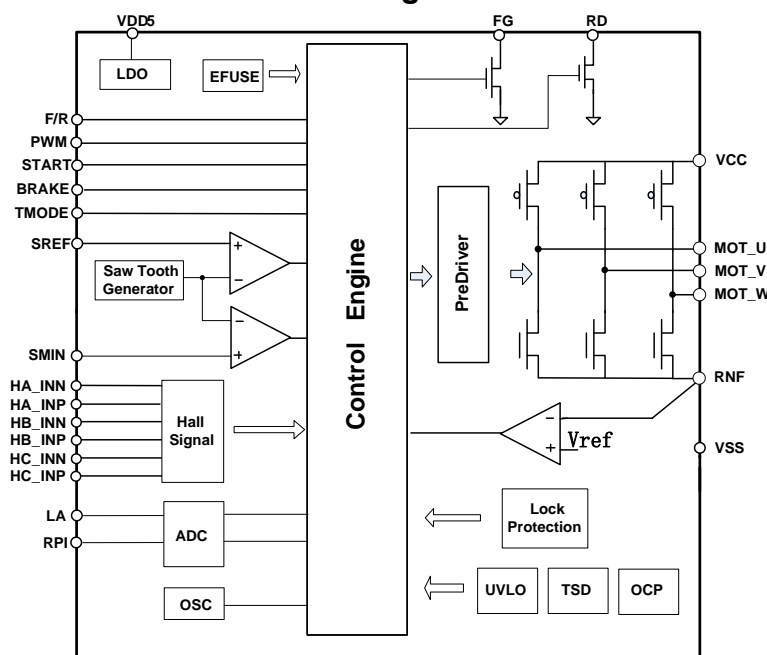 VDD5
FG
RD
LDO
EFUSE
F/R
PWM
START
BRAKE
TMODE
SREF
Saw Tooth
Generator
SMIN
HA_INN
HA_INP
HB_INN
HB_INP
HC_INN
HC_INP
Hall
Signal
LA
RPI
ADC
OSC
Control Engine
PreDriver
VCC
MOT_U
MOT_V
MOT_W
RNF
Vref
VSS
Lock
Protection
UVLO
TSD
OCP